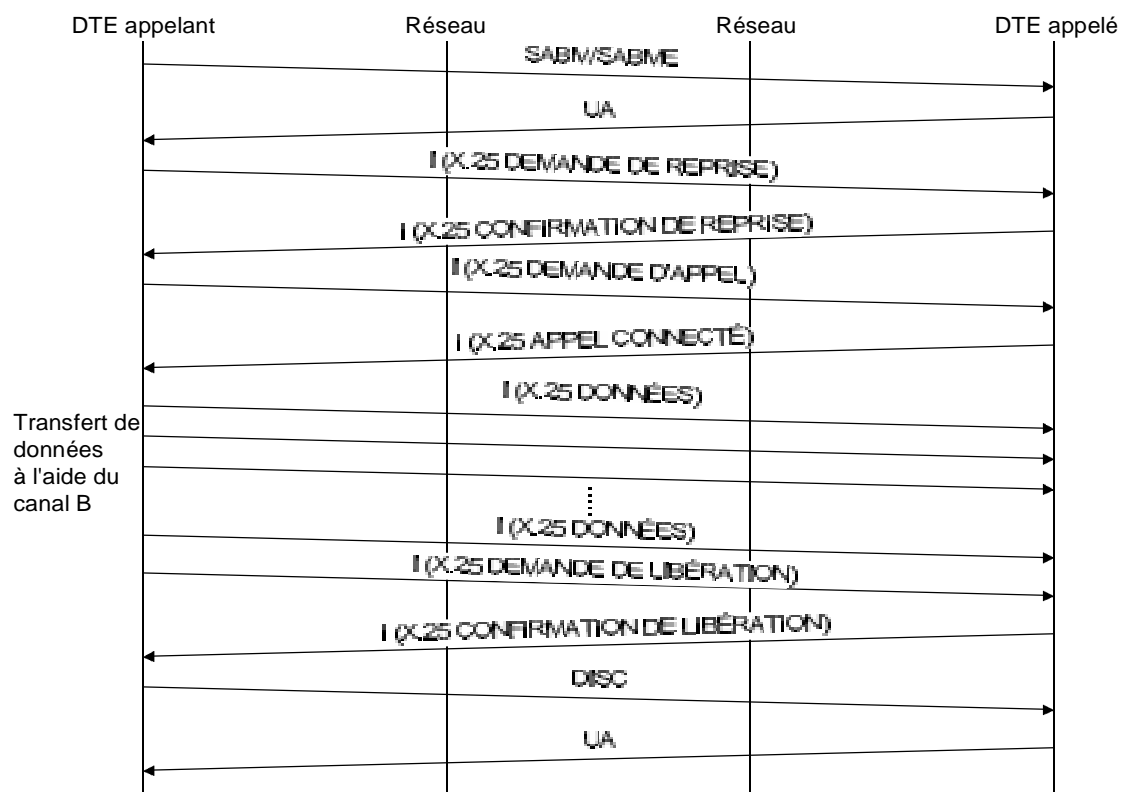 DTE appelant
Réseau
Réseau
DTE appelé
SABM/SABME
UA
I (X.25 DEMANDE DE REPRISE)
I (X.25 CONFIRMATION DE REPRISE)
I (X.25 DEMANDE D'APPEL)
I (X.25 APPEL CONNECTÉ)
I (X.25 DONNÉES)
Transfert de
données
à l'aide du
canal B
I (X.25 DONNÉES)
I (X.25 DEMANDE DE LIBÉRATION)
I (X.25 CONFIRMATION DE LIBÉRATION)
DISC
UA